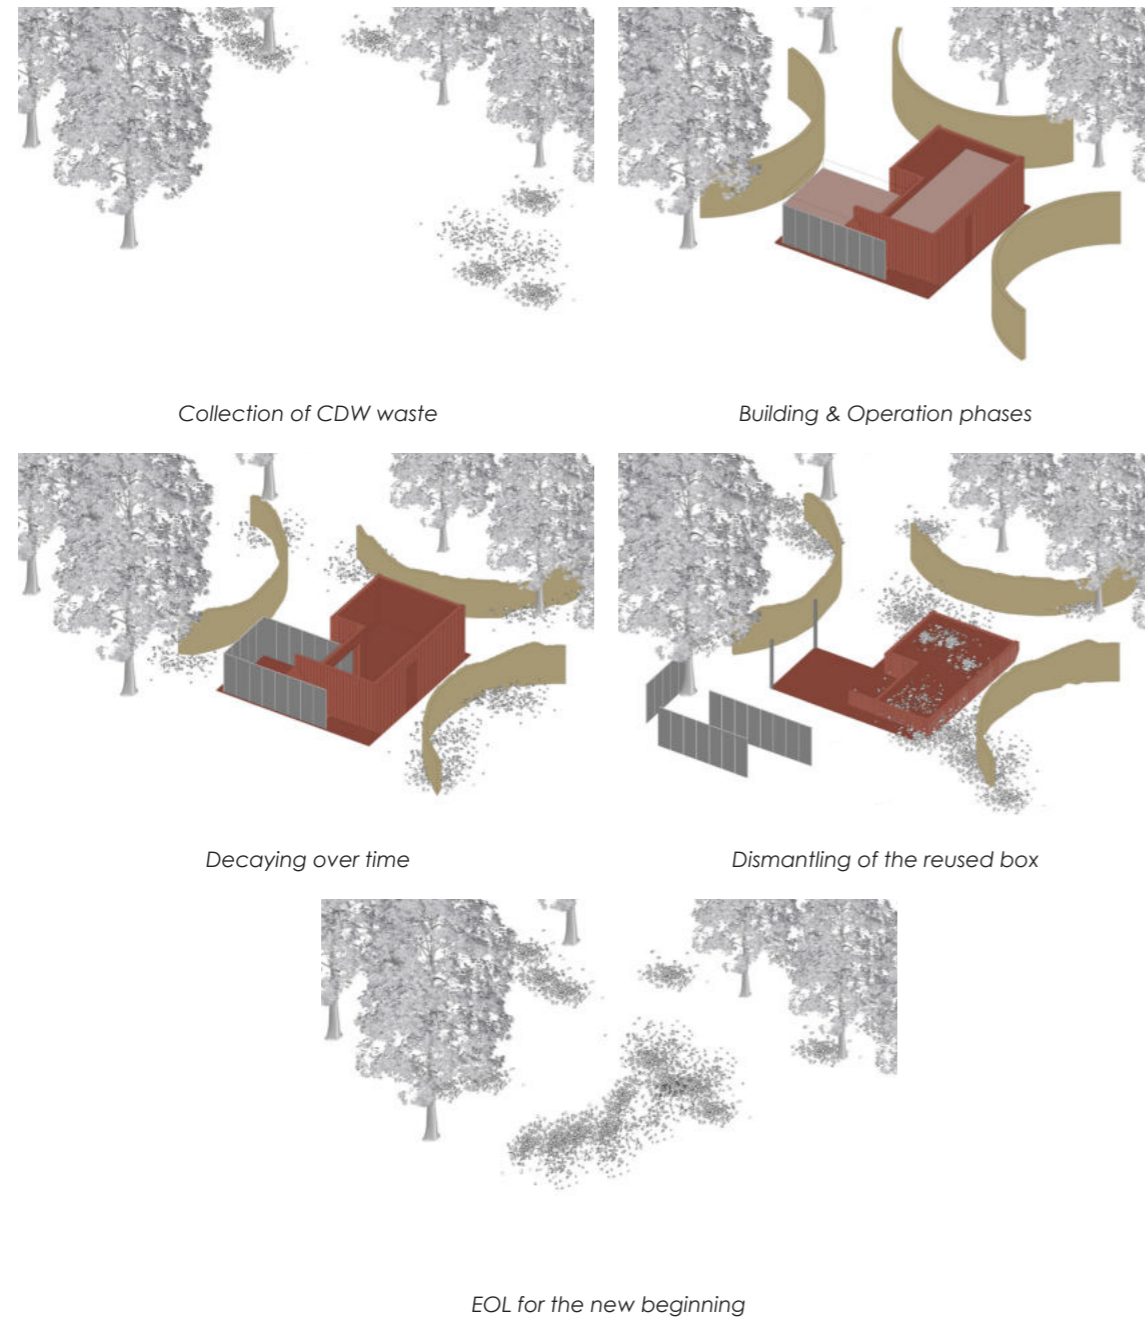 Collection of CDW waste
Building & Operation phases
Decaying over time
Dismantling of the reused box
EOL for the new beginning